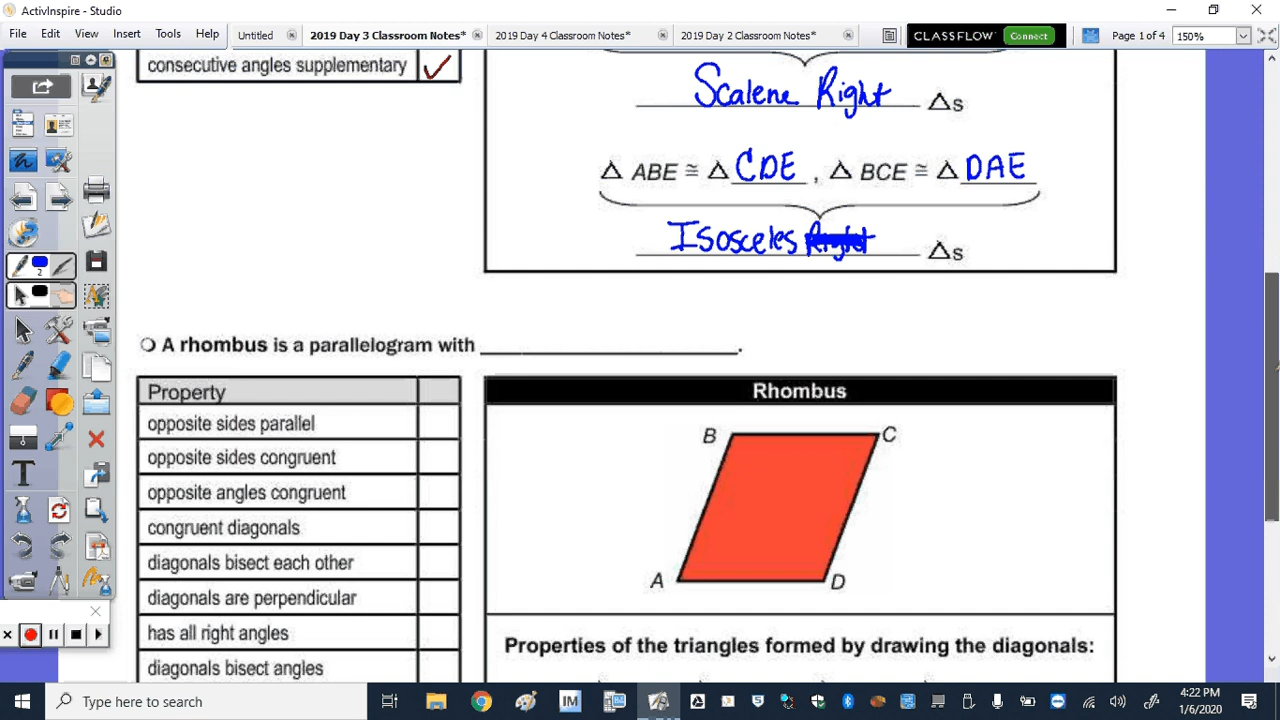 ActivInspire - Studio
File Edit View Insert Tools Help Untitled 2019 Day 3 Classroom Notes* 2019 Day 4 Classroom Notes* 2019 Day 2 Classroom Notes* CLASSFLOW Connect Page 1 of 4 150%
consecutive angles supplementary ✓
Scalene Right △s
△ ABE ≅ △ CDE , △ BCE ≅ △ DAE
Isosceles △s
2
❍ A rhombus is a parallelogram with ____________________.
Property
opposite sides parallel
opposite sides congruent
opposite angles congruent
congruent diagonals
diagonals bisect each other
diagonals are perpendicular
has all right angles
diagonals bisect angles
Rhombus
B C
A D
Properties of the triangles formed by drawing the diagonals:
T
Type here to search
IM
4:22 PM
1/6/2020